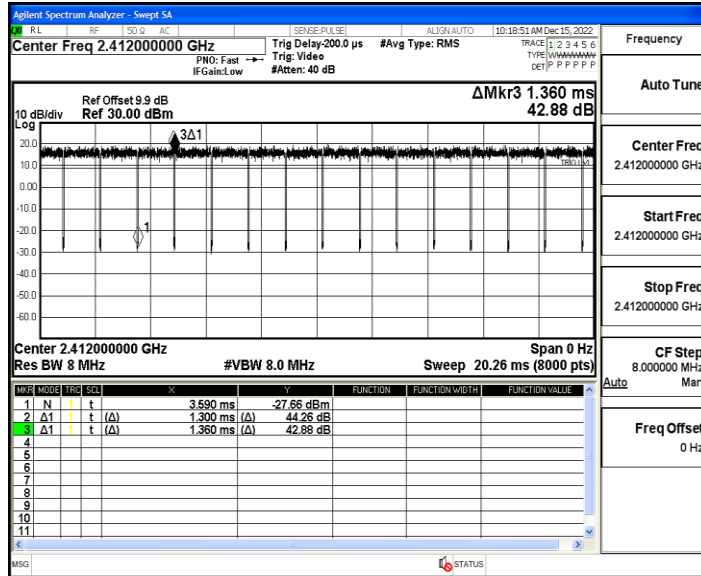 Agilent Spectrum Analyzer - Swept SA
RL RF 50 Ω AC SENSE:PULSE ALIGN AUTO 10:18:51 AM Dec 15, 2022
Center Freq 2.412000000 GHz
PNO: Fast
IFGain:Low
Trig Delay-200.0 µs
Trig: Video
#Atten: 40 dB
#Avg Type: RMS
TRACE 1 2 3 4 5 6
TYPE WWWWWW
DET P P P P P P
Ref Offset 9.9 dB
10 dB/div Ref 30.00 dBm
Log
ΔMkr3 1.360 ms
42.88 dB
3Δ1
20.0
10.0
TRIG LVL
0.00
-10.0
-20.0
1
-30.0
-40.0
-50.0
-60.0
Center 2.412000000 GHz Span 0 Hz
Res BW 8 MHz #VBW 8.0 MHz Sweep 20.26 ms (8000 pts)
MKR MODE TRC SCL X Y FUNCTION FUNCTION WIDTH FUNCTION VALUE
1 N 1 t 3.590 ms -27.66 dBm
2 Δ1 1 t (Δ) 1.300 ms (Δ) 44.26 dB
3 Δ1 1 t (Δ) 1.360 ms (Δ) 42.88 dB
4
5
6
7
8
9
10
11
MSG STATUS
Frequency
Auto Tune
Center Freq
2.412000000 GHz
Start Freq
2.412000000 GHz
Stop Freq
2.412000000 GHz
CF Step
8.000000 MHz
Auto Man
Freq Offset
0 Hz